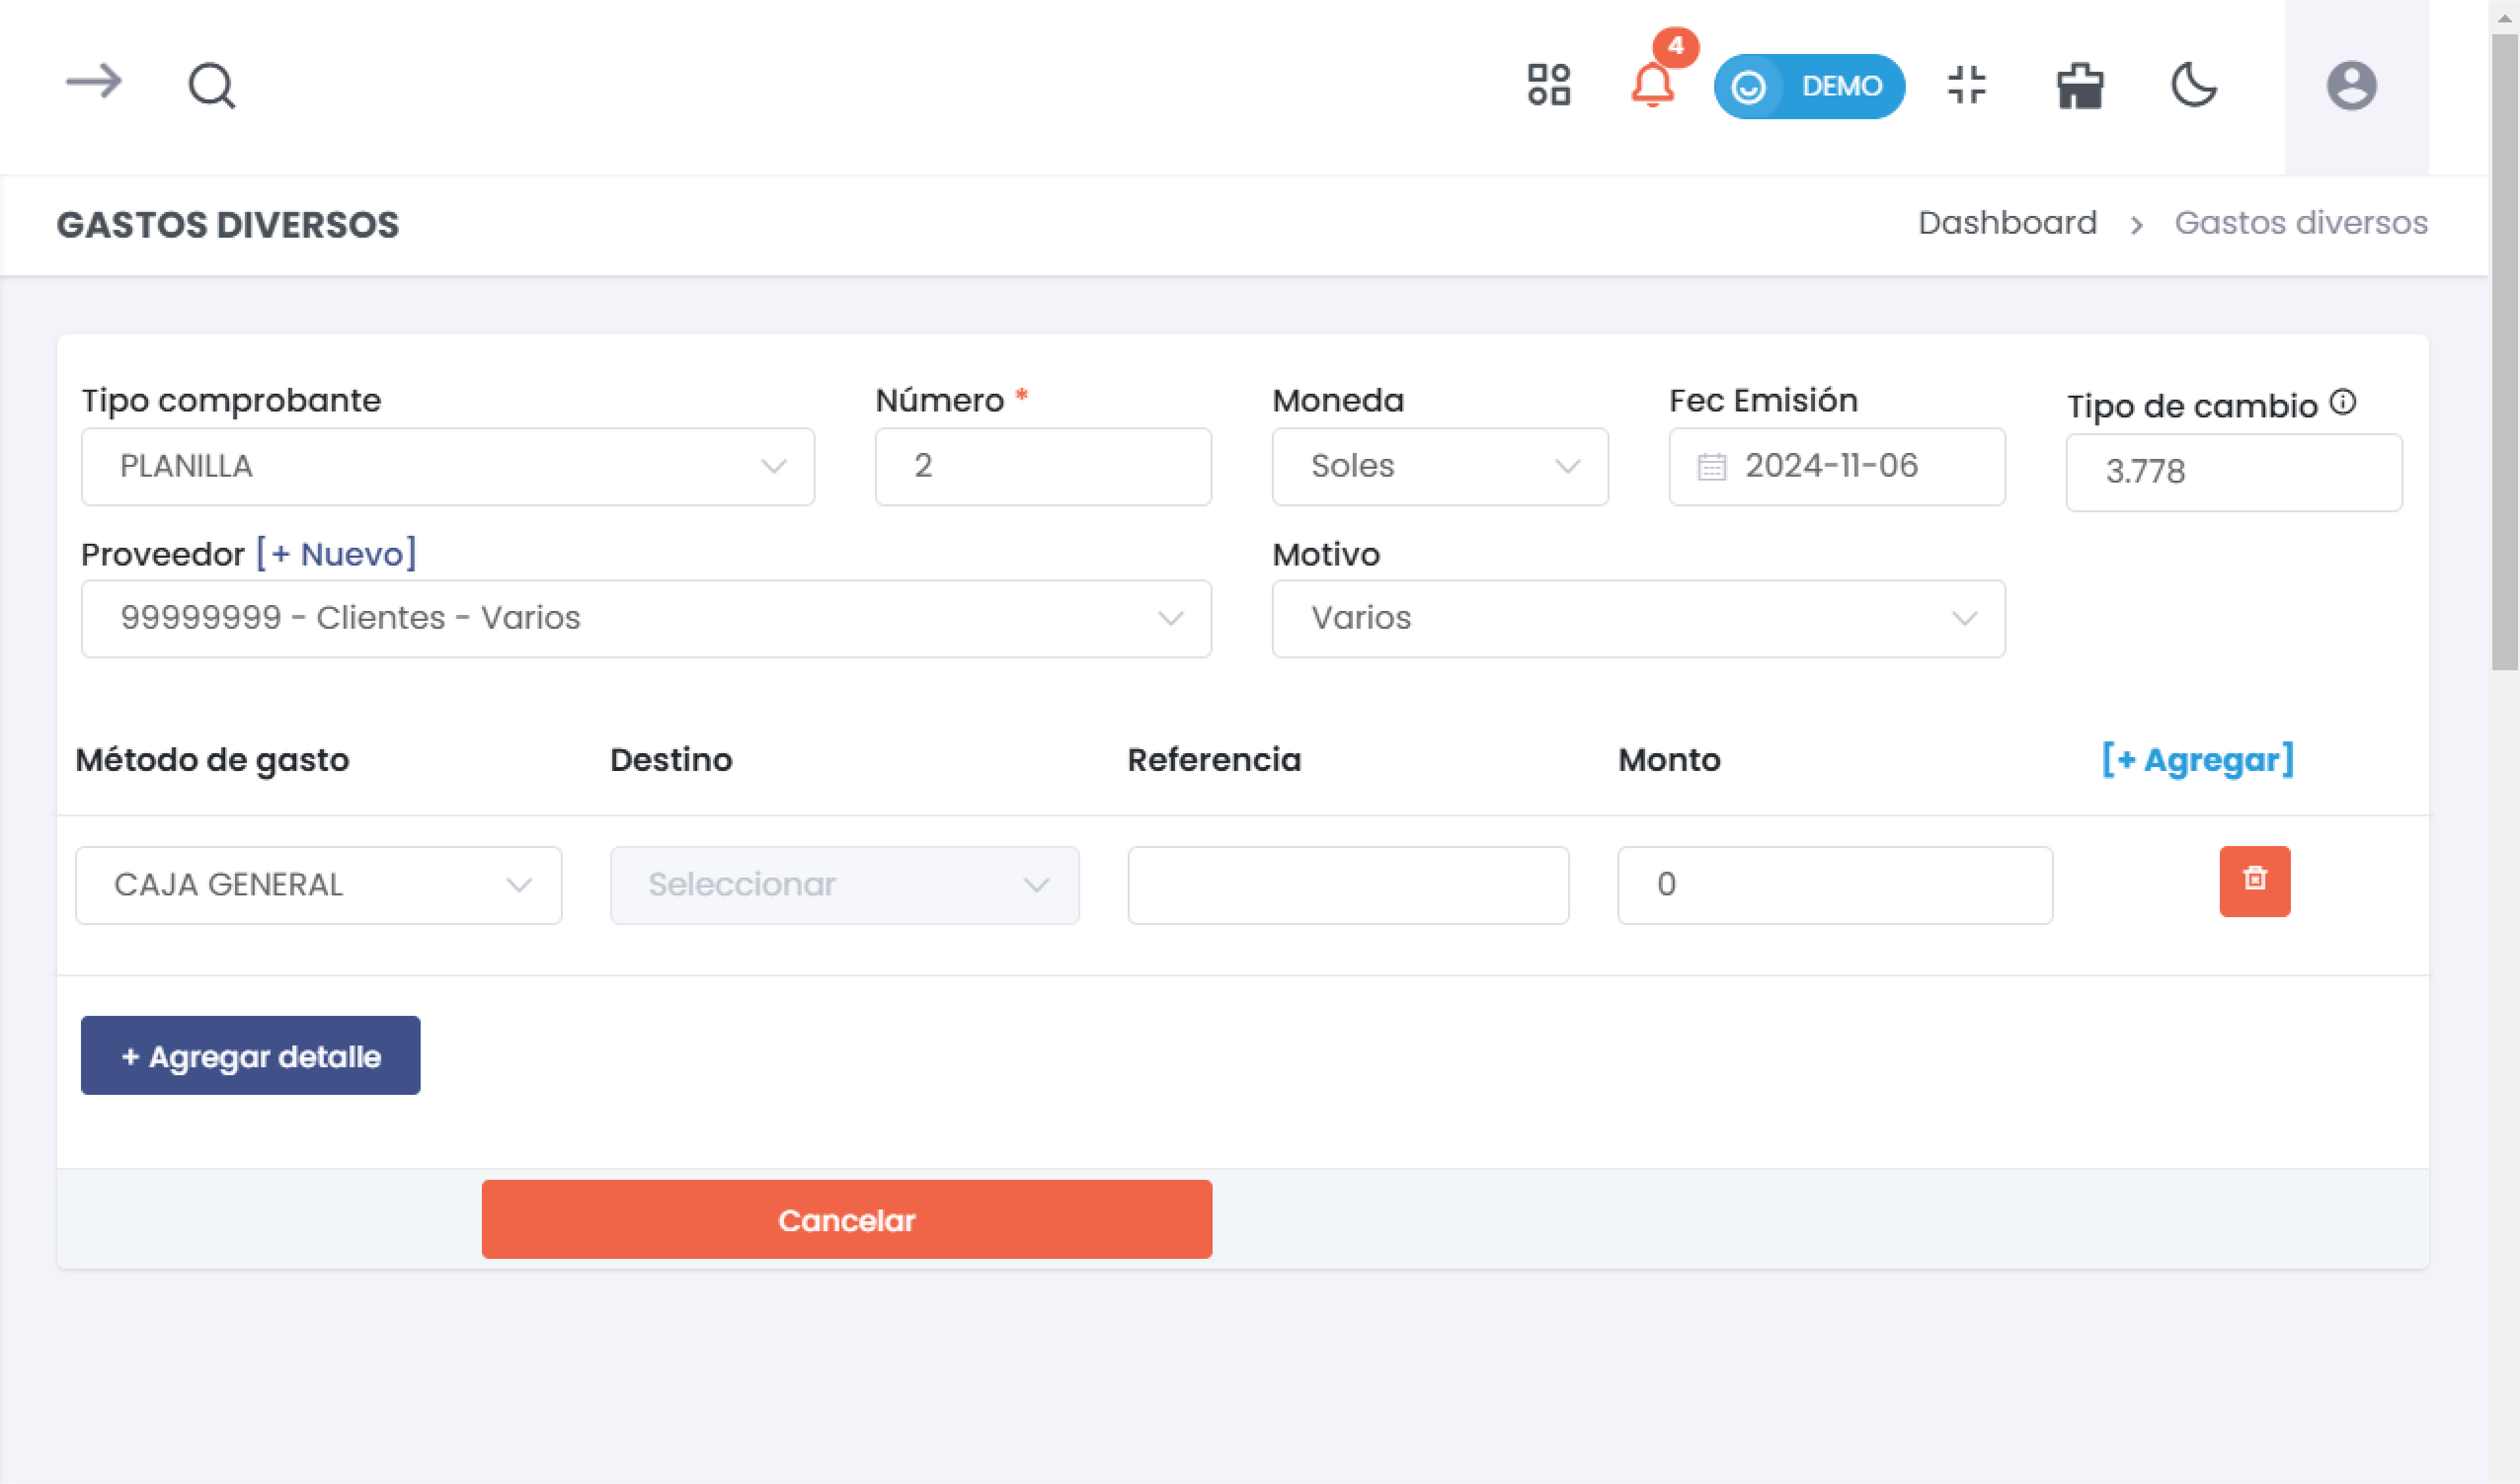 4
DEMO
GASTOS DIVERSOS
Dashboard > Gastos diversos
Tipo comprobante
Número *
Moneda
Fec Emisión
Tipo de cambio
PLANILLA
2
Soles
2024-11-06
3.778
Proveedor [+ Nuevo]
Motivo
99999999 - Clientes - Varios
Varios
Método de gasto
Destino
Referencia
Monto
[+ Agregar]
CAJA GENERAL
Seleccionar
0
+ Agregar detalle
Cancelar